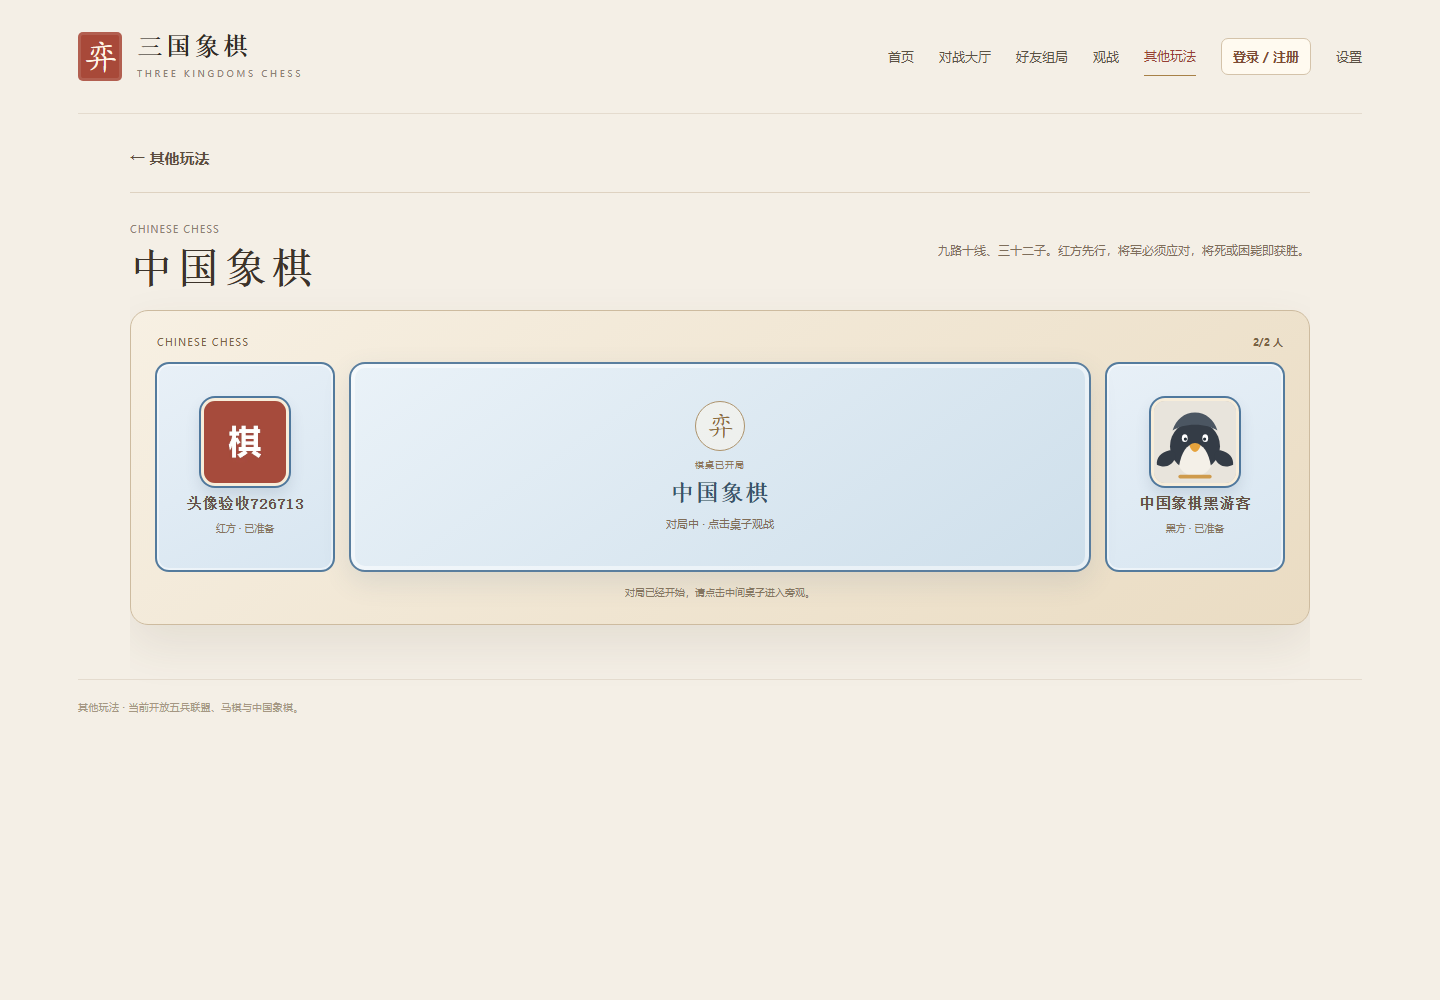 弈
三国象棋
THREE KINGDOMS CHESS
首页 对战大厅 好友组局 观战 其他玩法 登录 / 注册 设置
← 其他玩法
CHINESE CHESS
中国象棋
九路十线、三十二子。红方先行，将军必须应对，将死或困毙即获胜。
CHINESE CHESS
2/2 人
棋
头像验收726713
红方 · 已准备
弈
棋桌已开局
中国象棋
对局中 · 点击桌子观战
中国象棋黑游客
黑方 · 已准备
对局已经开始，请点击中间桌子进入旁观。
其他玩法 · 当前开放五兵联盟、马棋与中国象棋。